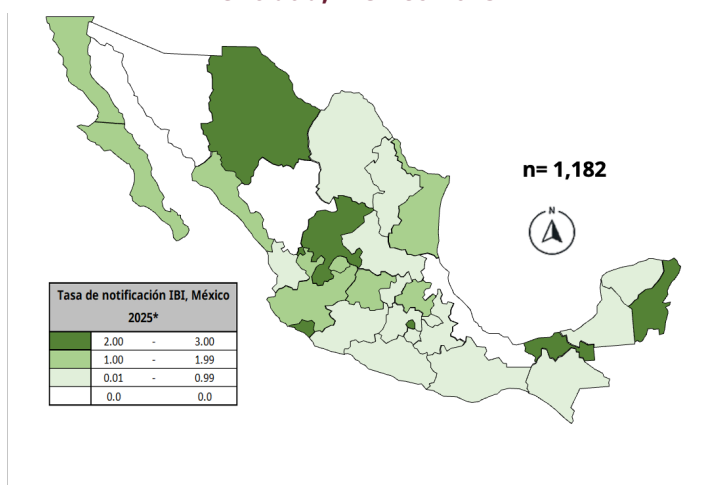 n= 1,182
N
Tasa de notificación IBI, México
2025*
2.00 - 3.00
1.00 - 1.99
0.01 - 0.99
0.0 - 0.0